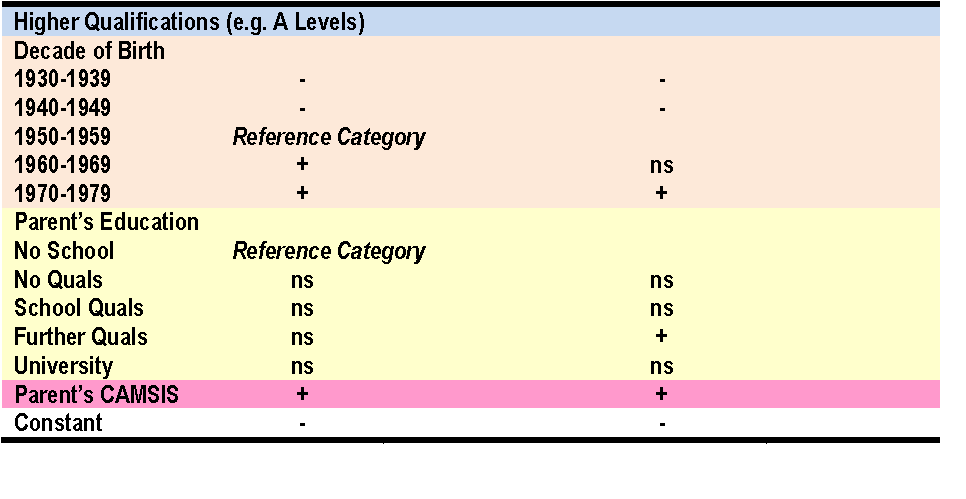 Higher Qualifications (e.g. A Levels)
Decade of Birth
1930-1939 - -
1940-1949 - -
1950-1959 Reference Category
1960-1969 + ns
1970-1979 + +
Parent's Education
No School Reference Category
No Quals ns ns
School Quals ns ns
Further Quals ns +
University ns ns
Parent's CAMSIS + +
Constant - -